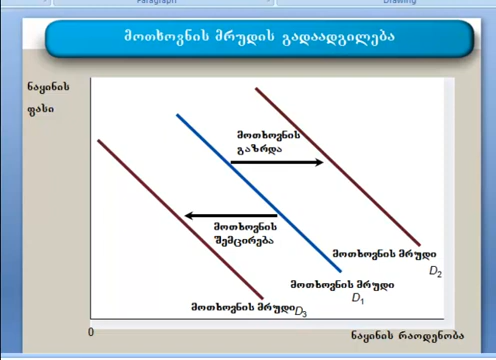 Paragraph
Drawing
მოთხოვნის მრუდის გადაადგილება
ნაყინის
ფასი
მოთხოვნის
გაზრდა
მოთხოვნის
შემცირება
მოთხოვნის მრუდი
D2
მოთხოვნის მრუდი
D1
მოთხოვნის მრუდი D3
0
ნაყინის რაოდენობა